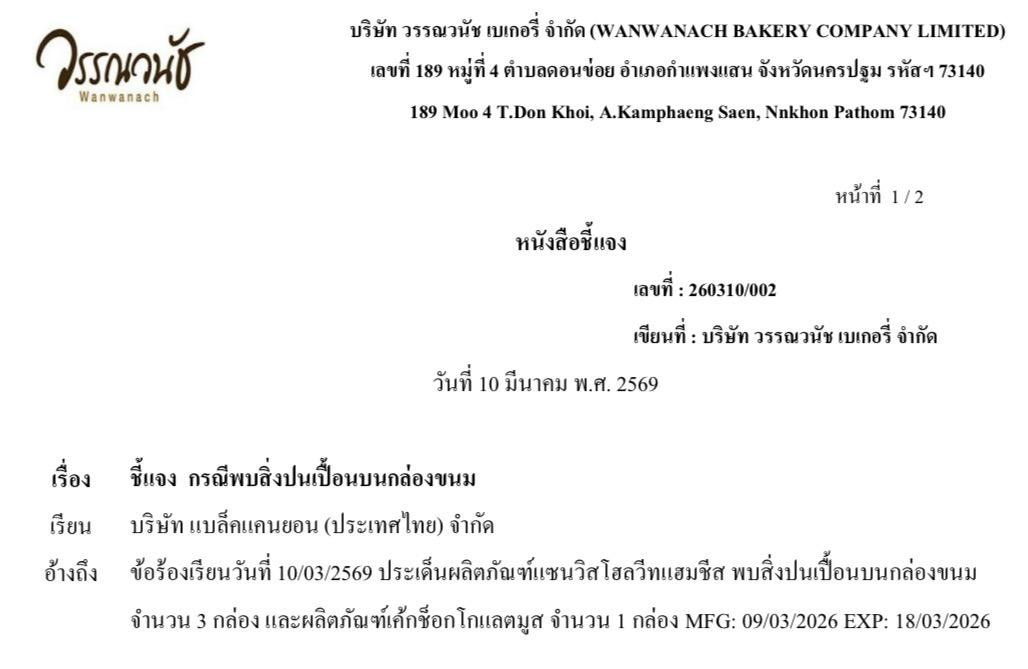 วรรณวนัช
Wanwanach
บริษัท วรรณวนัช เบเกอรี่ จำกัด (WANWANACH BAKERY COMPANY LIMITED)
เลขที่ 189 หมู่ที่ 4 ตำบลดอนข่อย อำเภอกำแพงแสน จังหวัดนครปฐม รหัสฯ 73140
189 Moo 4 T.Don Khoi, A.Kamphaeng Saen, Nnkhon Pathom 73140
หน้าที่ 1 / 2
หนังสือชี้แจง
เลขที่ : 260310/002
เขียนที่ : บริษัท วรรณวนัช เบเกอรี่ จำกัด
วันที่ 10 มีนาคม พ.ศ. 2569
เรื่อง ชี้แจง กรณีพบสิ่งปนเปื้อนบนกล่องขนม
เรียน บริษัท แบล็คแคนยอน (ประเทศไทย) จำกัด
อ้างถึง ข้อร้องเรียนวันที่ 10/03/2569 ประเด็นผลิตภัณฑ์แซนวิสโฮลวีทแฮมชีส พบสิ่งปนเปื้อนบนกล่องขนม
จำนวน 3 กล่อง และผลิตภัณฑ์เค้กช็อกโกแลตมูส จำนวน 1 กล่อง MFG: 09/03/2026 EXP: 18/03/2026